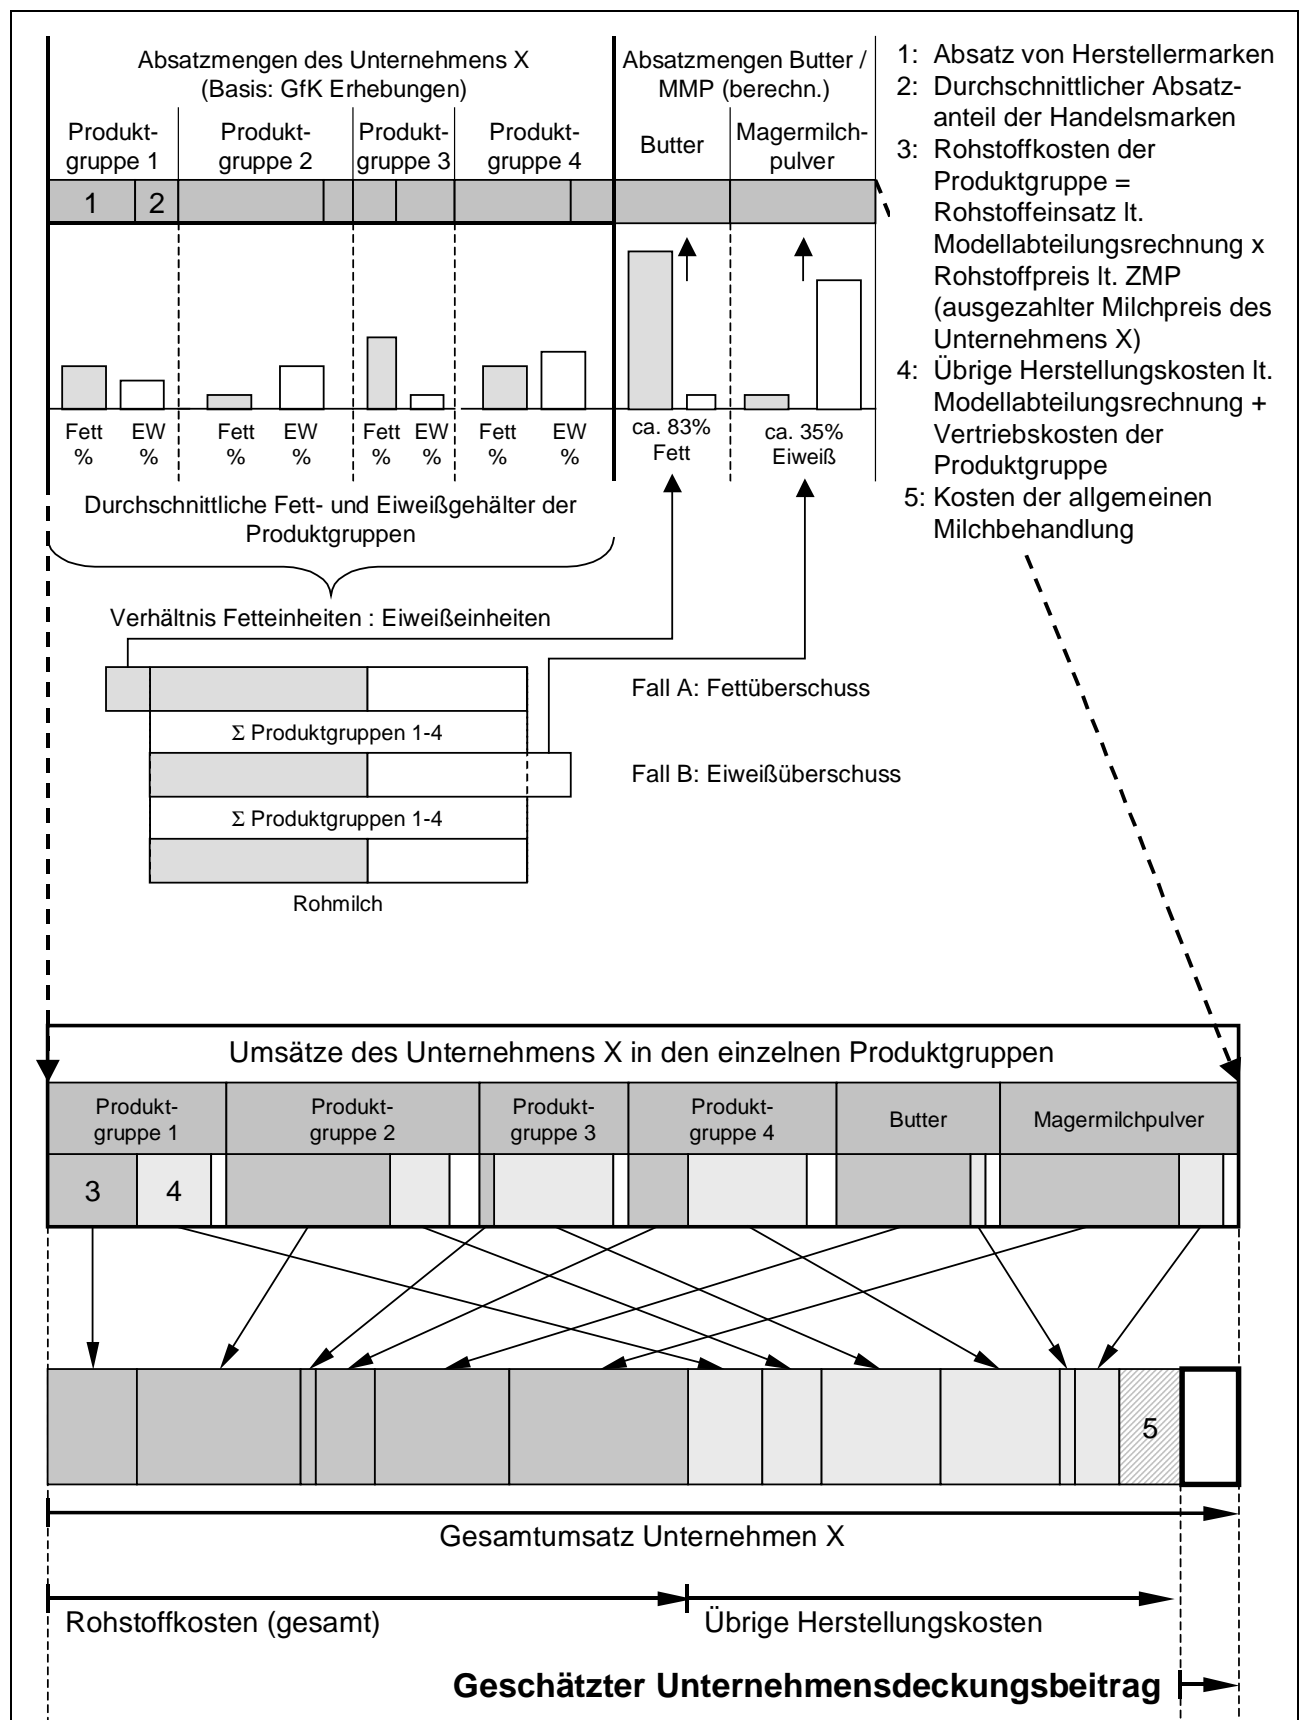 Absatzmengen des Unternehmens X
(Basis: GfK Erhebungen)
Absatzmengen Butter /
MMP (berechn.)
Produkt-
gruppe 1
Produkt-
gruppe 2
Produkt-
gruppe 3
Produkt-
gruppe 4
Butter
Magermilch-
pulver
1
2
1: Absatz von Herstellermarken
2: Durchschnittlicher Absatz-
anteil der Handelsmarken
3: Rohstoffkosten der
Produktgruppe =
Rohstoffeinsatz lt.
Modellabteilungsrechnung x
Rohstoffpreis lt. ZMP
(ausgezahlter Milchpreis des
Unternehmens X)
4: Übrige Herstellungskosten lt.
Modellabteilungsrechnung +
Vertriebskosten der
Produktgruppe
5: Kosten der allgemeinen
Milchbehandlung
Fett
%
EW
%
Fett
%
EW
%
Fett
%
EW
%
Fett
%
EW
%
ca. 83%
Fett
ca. 35%
Eiweiß
Durchschnittliche Fett- und Eiweißgehälter der
Produktgruppen
Verhältnis Fetteinheiten : Eiweißeinheiten
Fall A: Fettüberschuss
Σ Produktgruppen 1-4
Fall B: Eiweißüberschuss
Σ Produktgruppen 1-4
Rohmilch
Umsätze des Unternehmens X in den einzelnen Produktgruppen
Produkt-
gruppe 1
Produkt-
gruppe 2
Produkt-
gruppe 3
Produkt-
gruppe 4
Butter
Magermilchpulver
3
4
5
Gesamtumsatz Unternehmen X
Rohstoffkosten (gesamt)
Übrige Herstellungskosten
Geschätzter Unternehmensdeckungsbeitrag